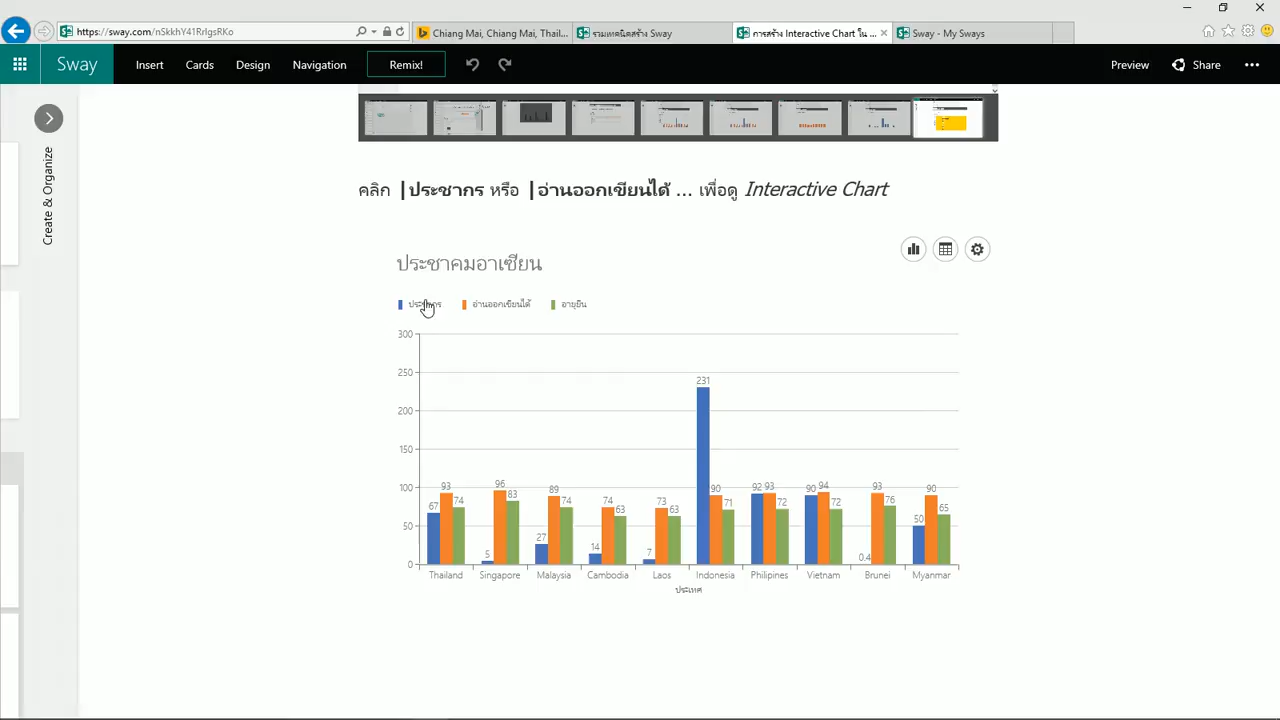 https://sway.com/nSkkhY41RrIgsRKo
Chiang Mai, Chiang Mai, Thail...
รวมเทคนิคสร้าง Sway
การสร้าง Interactive Chart ใน ...
Sway - My Sways
Sway
Insert
Cards
Design
Navigation
Remix!
Preview
Share
Create & Organize
คลิก |ประชากร หรือ |อ่านออกเขียนได้ ... เพื่อดู Interactive Chart
ประชาคมอาเซียน
ประชากร
อ่านออกเขียนได้
อายุยืน
300
250
200
150
100
50
0
67 93 74
5 96 83
27 89 74
14 74 63
7 73 63
231 90 71
92 93 72
90 94 72
0.4 93 76
50 90 65
Thailand Singapore Malaysia Cambodia Laos Indonesia Philipines Vietnam Brunei Myanmar
ประเทศ